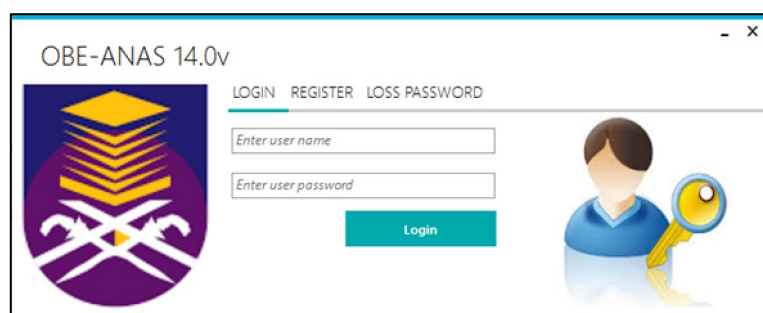 OBE-ANAS 14.0v
LOGIN REGISTER LOSS PASSWORD
Enter user name
Enter user password
Login